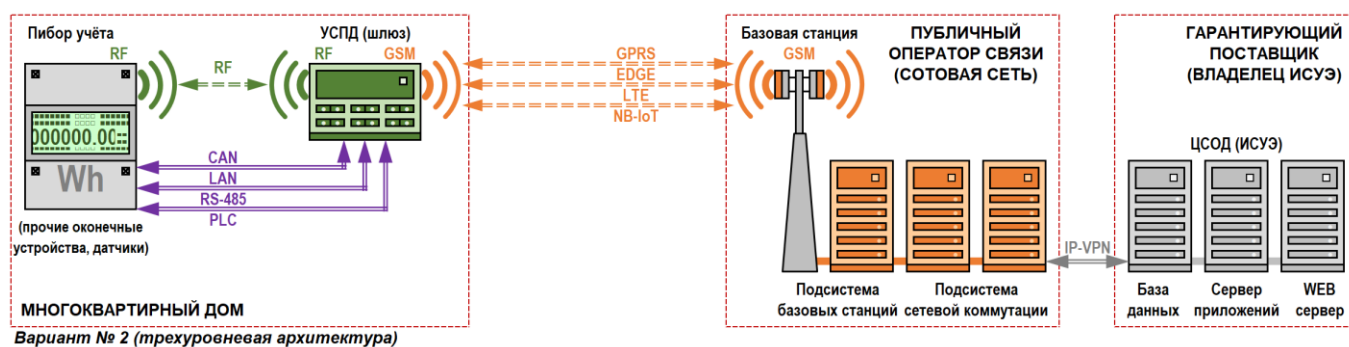 Пибор учёта
RF
RF
УСПД (шлюз)
RF
GSM
000000.00
Wh
CAN
LAN
RS-485
PLC
(прочие оконечные
устройства, датчики)
МНОГОКВАРТИРНЫЙ ДОМ
GPRS
EDGE
LTE
NB-IoT
Базовая станция
GSM
ПУБЛИЧНЫЙ
ОПЕРАТОР СВЯЗИ
(СОТОВАЯ СЕТЬ)
Подсистема
базовых станций
Подсистема
сетевой коммутации
IP-VPN
ГАРАНТИРУЮЩИЙ
ПОСТАВЩИК
(ВЛАДЕЛЕЦ ИСУЭ)
ЦСОД (ИСУЭ)
База
данных
Сервер
приложений
WEB
сервер
Вариант № 2 (трехуровневая архитектура)